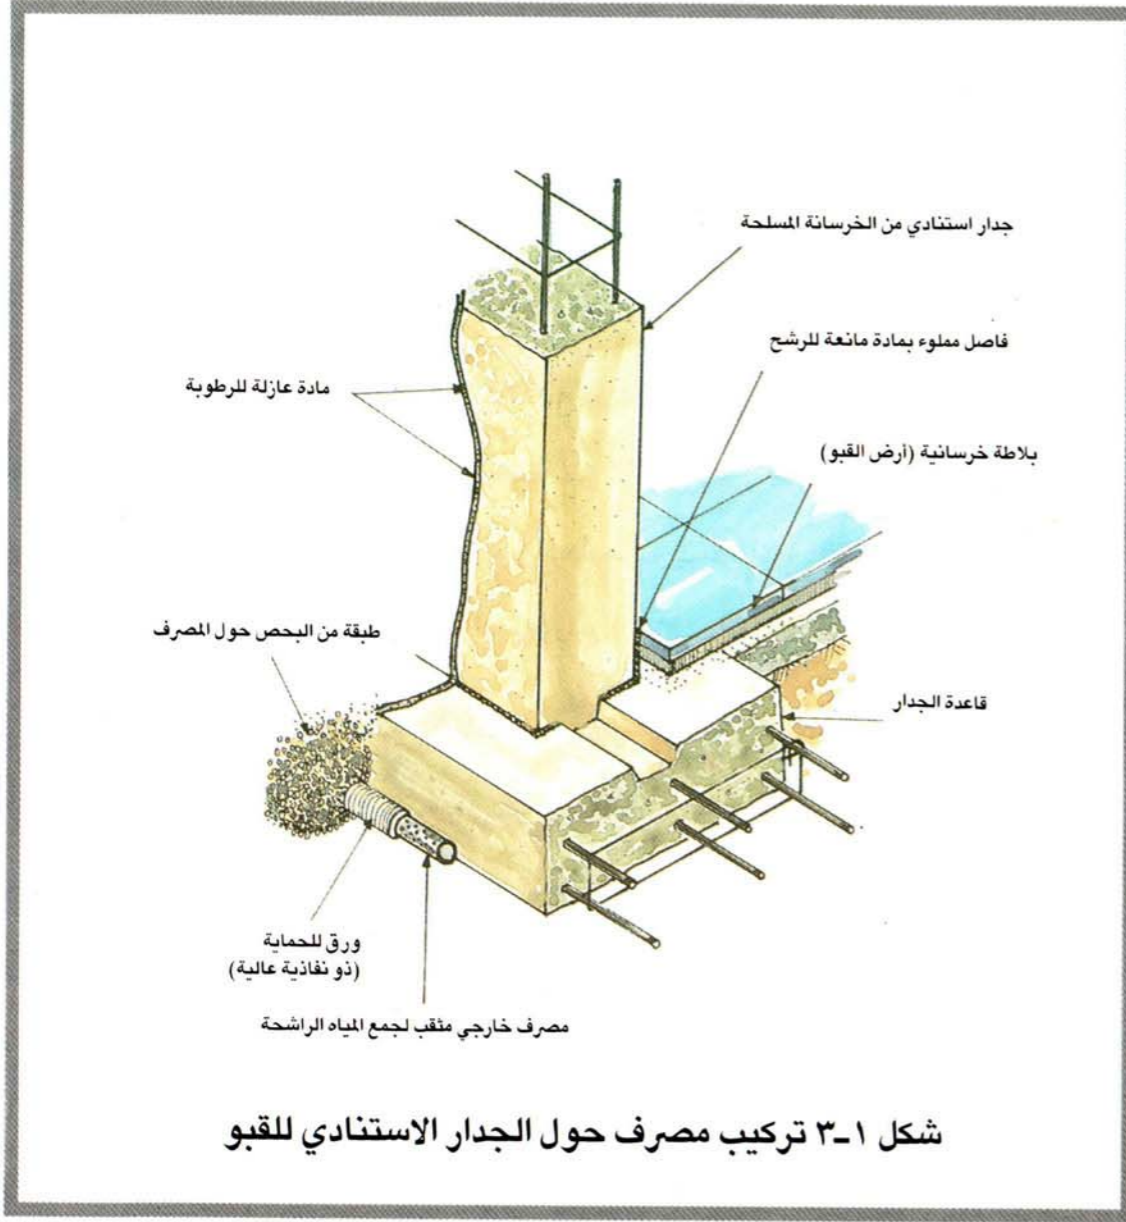 جدار استنادي من الخرسانة المسلحة
فاصل مملوء بمادة مانعة للرشح
مادة عازلة للرطوبة
بلاطة خرسانية (أرض القبو)
طبقة من البحص حول المصرف
قاعدة الجدار
ورق للحماية
(ذو نفاذية عالية)
مصرف خارجي مثقب لجمع المياه الراشحة
شكل ١-٣ تركيب مصرف حول الجدار الاستنادي للقبو